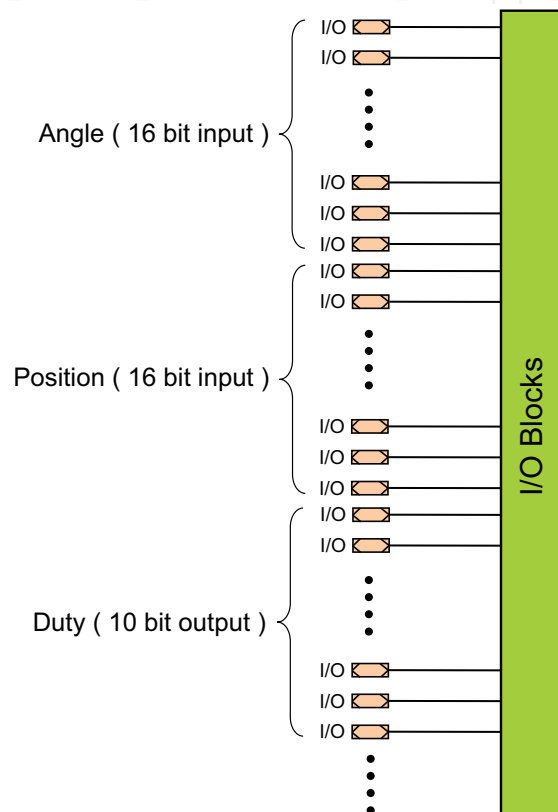 I/O
I/O
Angle ( 16 bit input )
I/O
I/O
I/O
I/O
I/O
Position ( 16 bit input )
I/O
I/O
I/O
I/O
I/O
Duty ( 10 bit output )
I/O
I/O
I/O
I/O Blocks